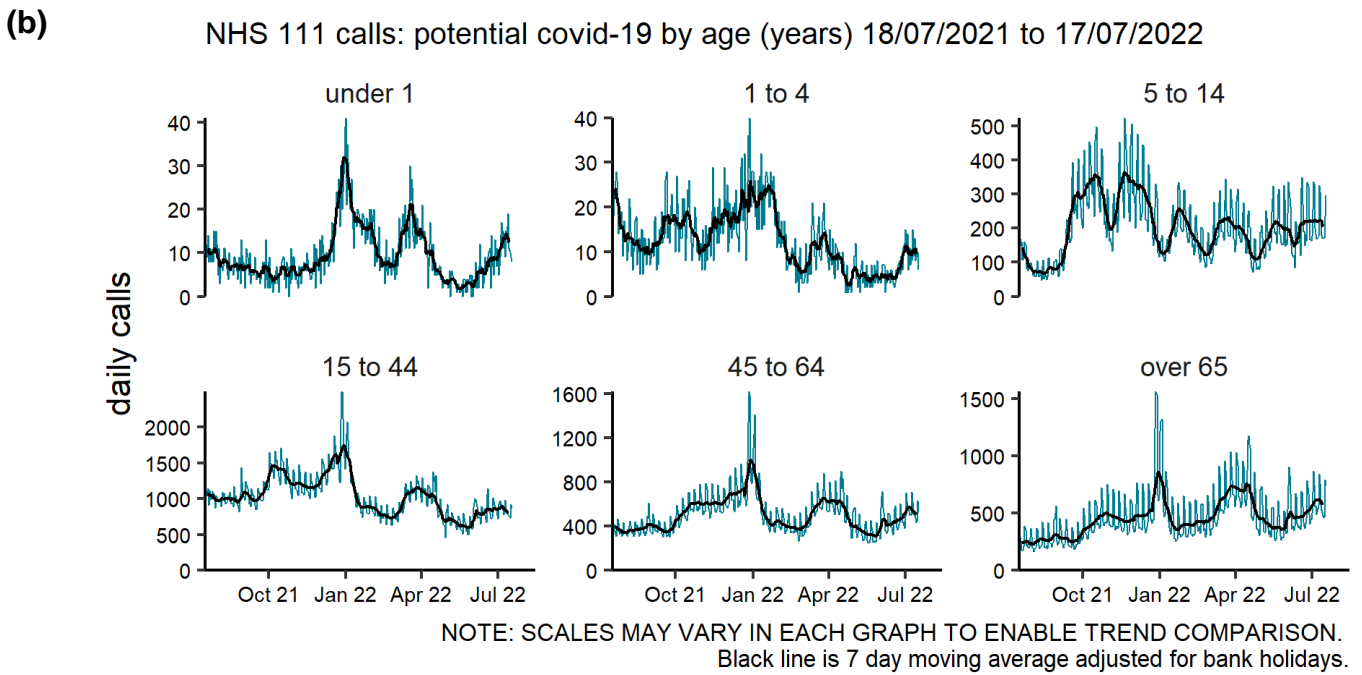 (b)
NHS 111 calls: potential covid-19 by age (years) 18/07/2021 to 17/07/2022
under 1
1 to 4
5 to 14
40
30
20
10
0
40
30
20
10
0
500
400
300
200
100
0
daily calls
15 to 44
45 to 64
over 65
2000
1500
1000
500
0
1600
1200
800
400
0
1500
1000
500
0
Oct 21 Jan 22 Apr 22 Jul 22
Oct 21 Jan 22 Apr 22 Jul 22
Oct 21 Jan 22 Apr 22 Jul 22
NOTE: SCALES MAY VARY IN EACH GRAPH TO ENABLE TREND COMPARISON.
Black line is 7 day moving average adjusted for bank holidays.